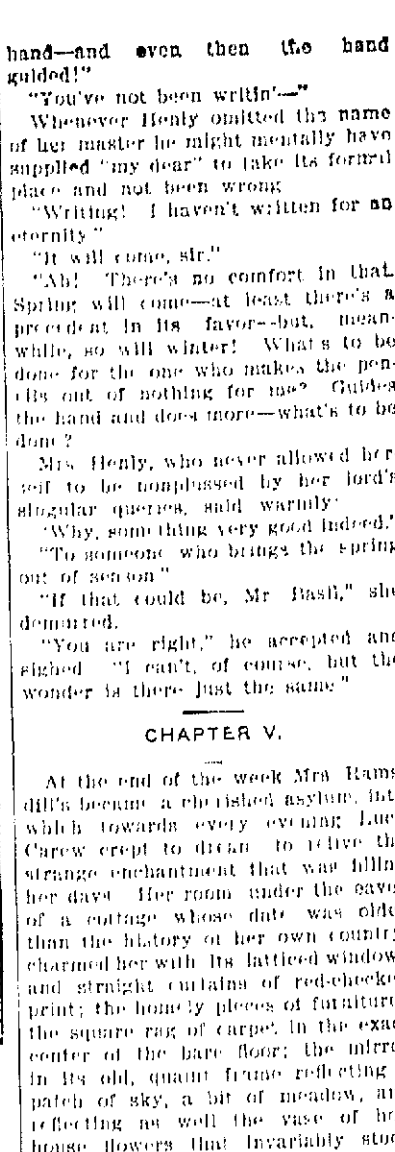 hand—and even then the hand
guided!"
"You've not been writin'—"
Whenever Henly omitted the name
of her master he might mentally have
supplied "my dear" to take its formal
place and not been wrong
"Writing! I haven't written for an
eternity"
"It will come, sir."
"Ah! There's no comfort in that.
Spring will come—at least there's a
precedent in its favor--but, mean-
while, so will winter! What's to be
done for the one who makes the pen-
cils out of nothing for me? Guides
the hand and does more—what's to be
done?
Mrs. Henly, who never allowed her
self to be nonplussed by her lord's
singular queries, said warmly:
"Why, something very good indeed."
"To someone who brings the spring
out of season"
"If that could be, Mr Basil," she
demurred.
"You are right," he accepted and
sighed "I can't, of course, but the
wonder is there just the same"
CHAPTER V.
At the end of the week Mrs Rams
dill's became a cherished asylum, int
which towards every evening Luc
Carew crept to dream to relive th
strange enchantment that was fillin
her days Her room under the eave
of a cottage whose date was olde
than the history of her own country
charmed her with its latticed window
and straight curtains of red-checke
print; the homely pieces of furniture
the square rag of carpet in the exa
center of the bare floor; the mirro
in its old, quaint frame reflecting
patch of sky, a bit of meadow, an
reflecting as well the vase of ho
house flowers that invariably stoo